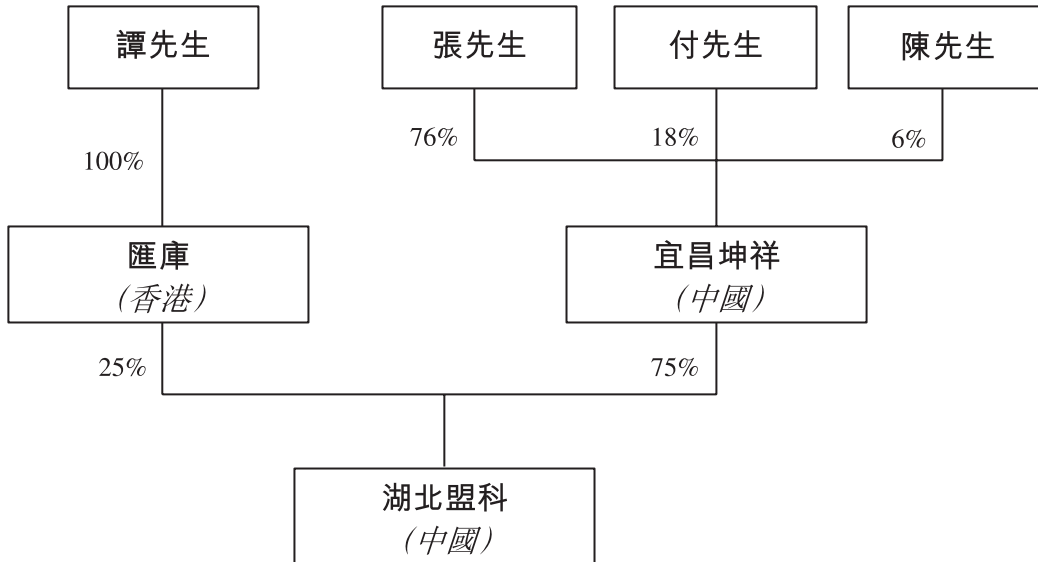 譚先生
張先生
付先生
陳先生
76%
18%
6%
100%
匯庫
（香港）
宜昌坤祥
（中國）
25%
75%
湖北盟科
（中國）